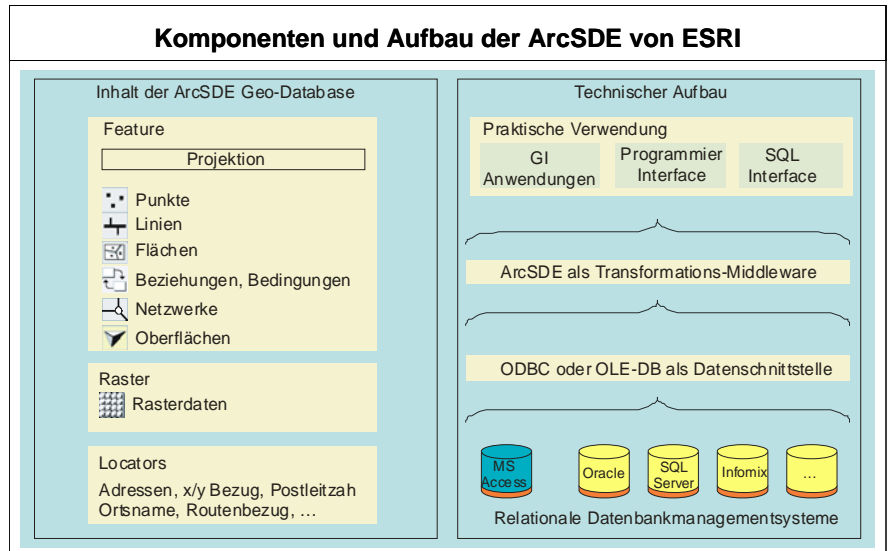 Komponenten und Aufbau der ArcSDE von ESRI
Inhalt der ArcSDE Geo-Database
Feature
Projektion
Punkte
Linien
Flächen
Beziehungen, Bedingungen
Netzwerke
Oberflächen
Raster
Rasterdaten
Locators
Adressen, x/y Bezug, Postleitzah
Ortsname, Routenbezug, ...
Technischer Aufbau
Praktische Verwendung
GI
Anwendungen
Programmier
Interface
SQL
Interface
ArcSDE als Transformations-Middleware
ODBC oder OLE-DB als Datenschnittstelle
MS
Access
Oracle
SQL
Server
Infomix
...
Relationale Datenbankmanagementsysteme